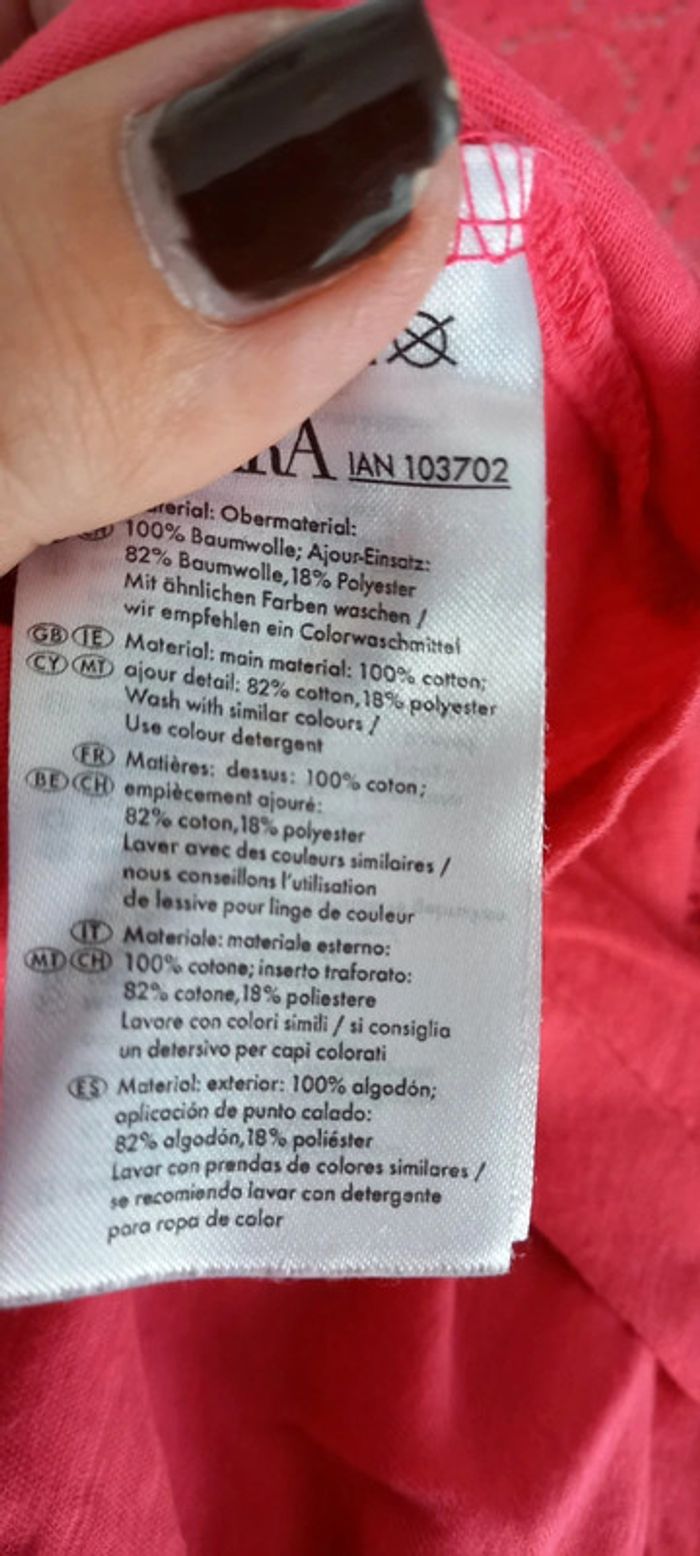 IAN 103702
Obermaterial:
100% Baumwolle; Ajour-Einsatz:
82% Baumwolle,18% Polyester
Mit ähnlichen Farben waschen /
wir empfehlen ein Colorwaschmittel
GB IE Material: main material: 100% cotton;
CY MT ajour detail: 82% cotton,18% polyester
Wash with similar colours /
Use colour detergent
FR Matières: dessus: 100% coton;
BE CH empiècement ajouré:
82% coton,18% polyester
Laver avec des couleurs similaires /
nous conseillons l'utilisation
de lessive pour linge de couleur
IT Materiale: materiale esterno:
MT CH 100% cotone; inserto traforato:
82% cotone,18% poliestere
Lavare con colori simili / si consiglia
un detersivo per capi colorati
ES Material: exterior: 100% algodón;
aplicación de punto calado:
82% algodón,18% poliéster
Lavar con prendas de colores similares /
se recomienda lavar con detergente
para ropa de color